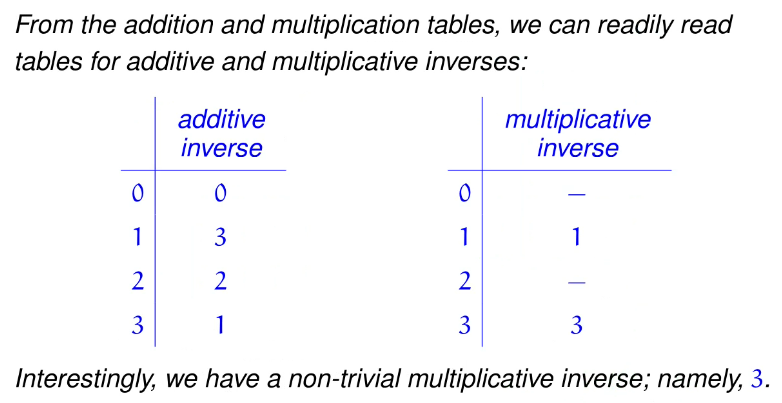 From the addition and multiplication tables, we can readily read
tables for additive and multiplicative inverses:
additive
inverse
0 0
1 3
2 2
3 1
multiplicative
inverse
0 –
1 1
2 –
3 3
Interestingly, we have a non-trivial multiplicative inverse; namely, 3.